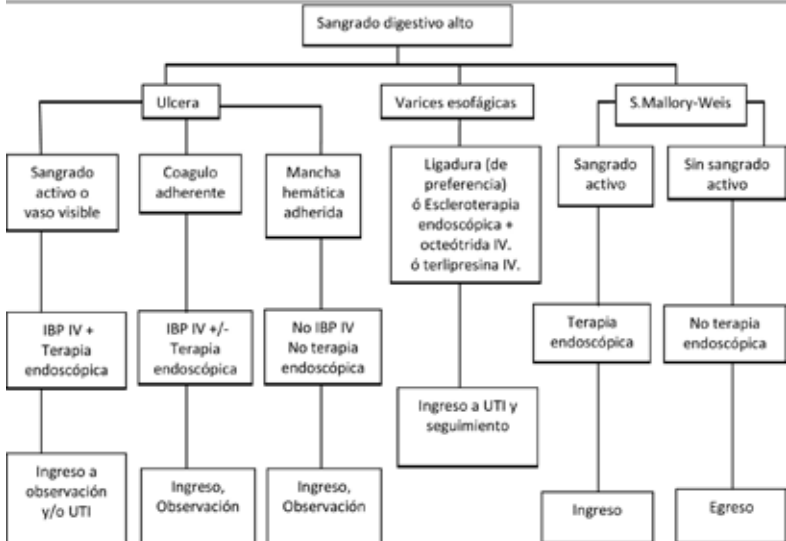 Sangrado digestivo alto
Ulcera
Varices esofágicas
S.Mallory-Weis
Sangrado
activo o
vaso visible
Coagulo
adherente
Mancha
hemática
adherida
Ligadura (de
preferencia)
ó Escleroterapia
endoscópica +
octeótrida IV.
ó terlipresina IV.
Sangrado
activo
Sin sangrado
activo
IBP IV +
Terapia
endoscópica
IBP IV +/-
Terapia
endoscópica
No IBP IV
No terapia
endoscópica
Terapia
endoscópica
No terapia
endoscópica
Ingreso a UTI y
seguimiento
Ingreso a
observación
y/o UTI
Ingreso,
Observación
Ingreso,
Observación
Ingreso
Egreso